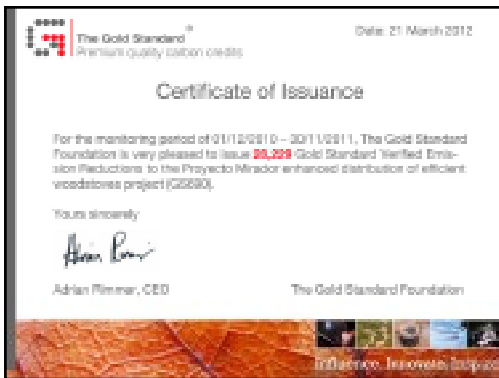 The Gold Standard®
Premium quality carbon credits
Date: 21 March 2012
Certificate of Issuance
For the monitoring period of 01/12/2010 – 30/11/2011, The Gold Standard
Foundation is very pleased to issue Gold Standard Verified Emis-
sion Reductions to the Proyecto Mirador enhanced distribution of efficient
woodstoves project
Yours sincerely
Adrian Rimmer, CEO
The Gold Standard Foundation
Influence, Innovate, Inspire